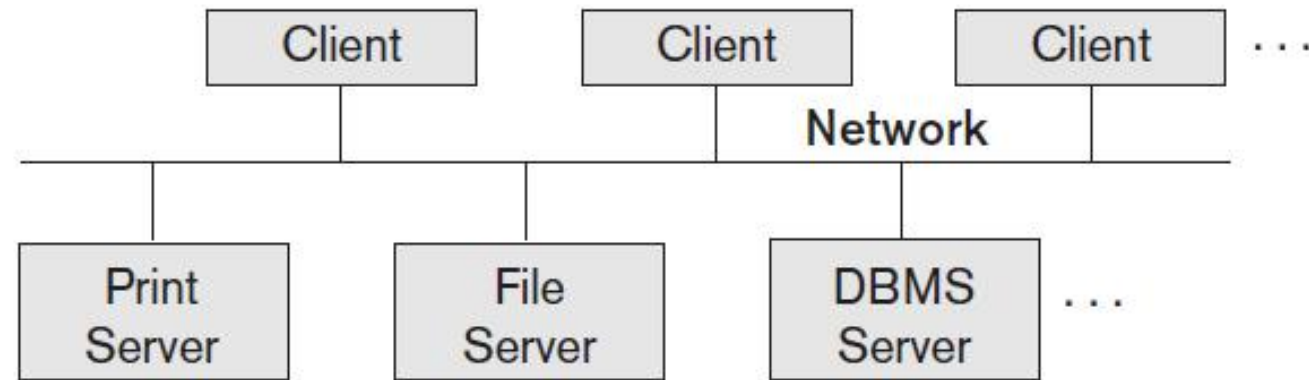 Client Client Client ...
Network
Print File DBMS ...
Server Server Server